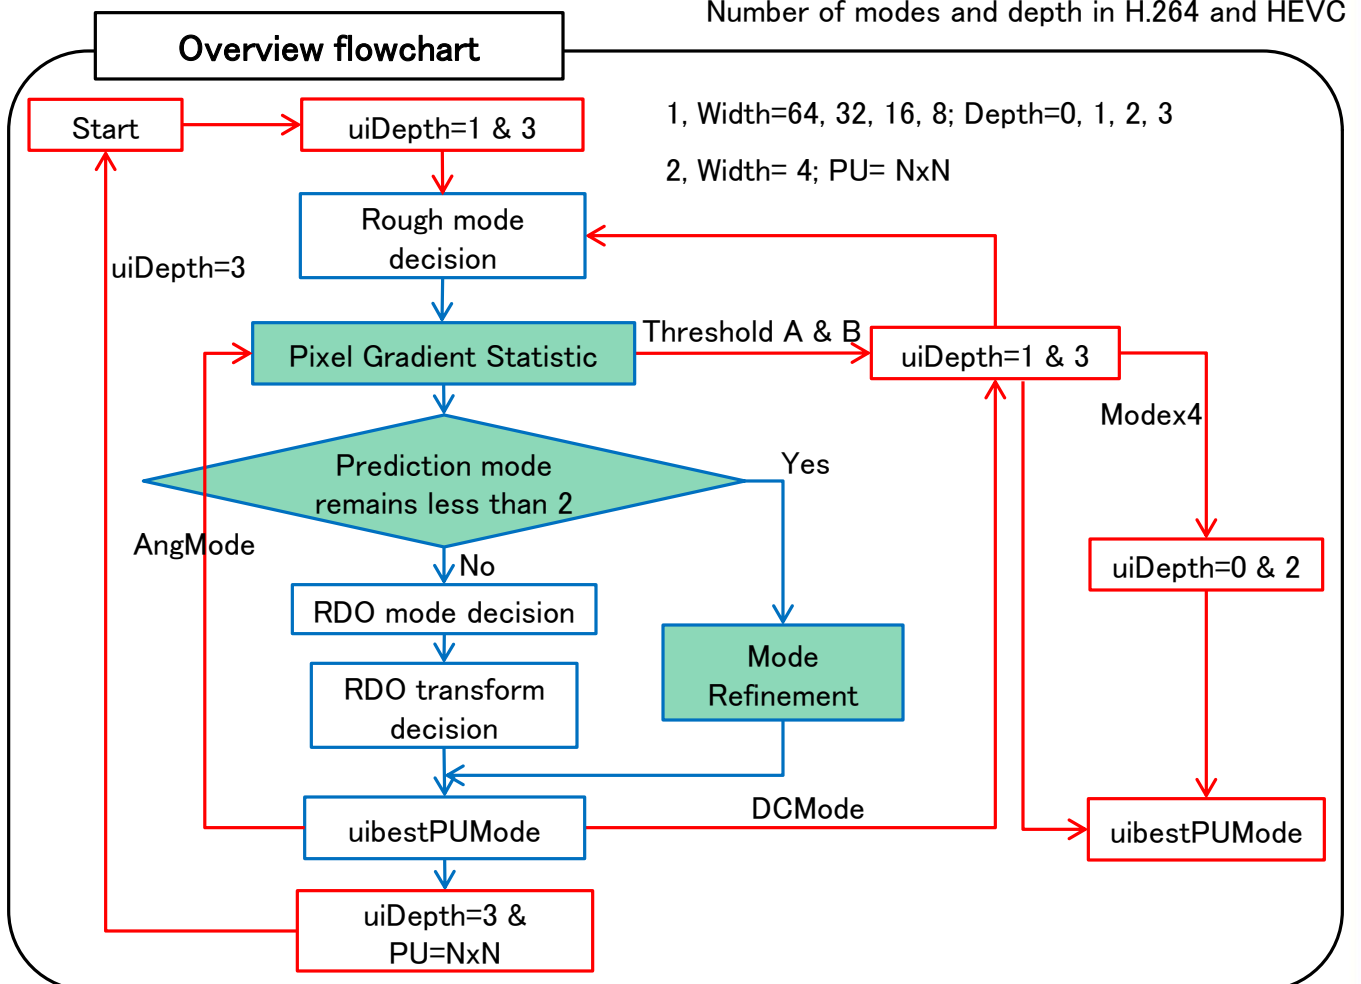 Number of modes and depth in H.264 and HEVC
Overview flowchart
Start
uiDepth=1 & 3
1, Width=64, 32, 16, 8; Depth=0, 1, 2, 3
2, Width= 4; PU= NxN
Rough mode
decision
uiDepth=3
Pixel Gradient Statistic
Threshold A & B
uiDepth=1 & 3
Modex4
Prediction mode
remains less than 2
Yes
AngMode
No
uiDepth=0 & 2
RDO mode decision
Mode
Refinement
RDO transform
decision
DCMode
uibestPUMode
uibestPUMode
uiDepth=3 &
PU=NxN